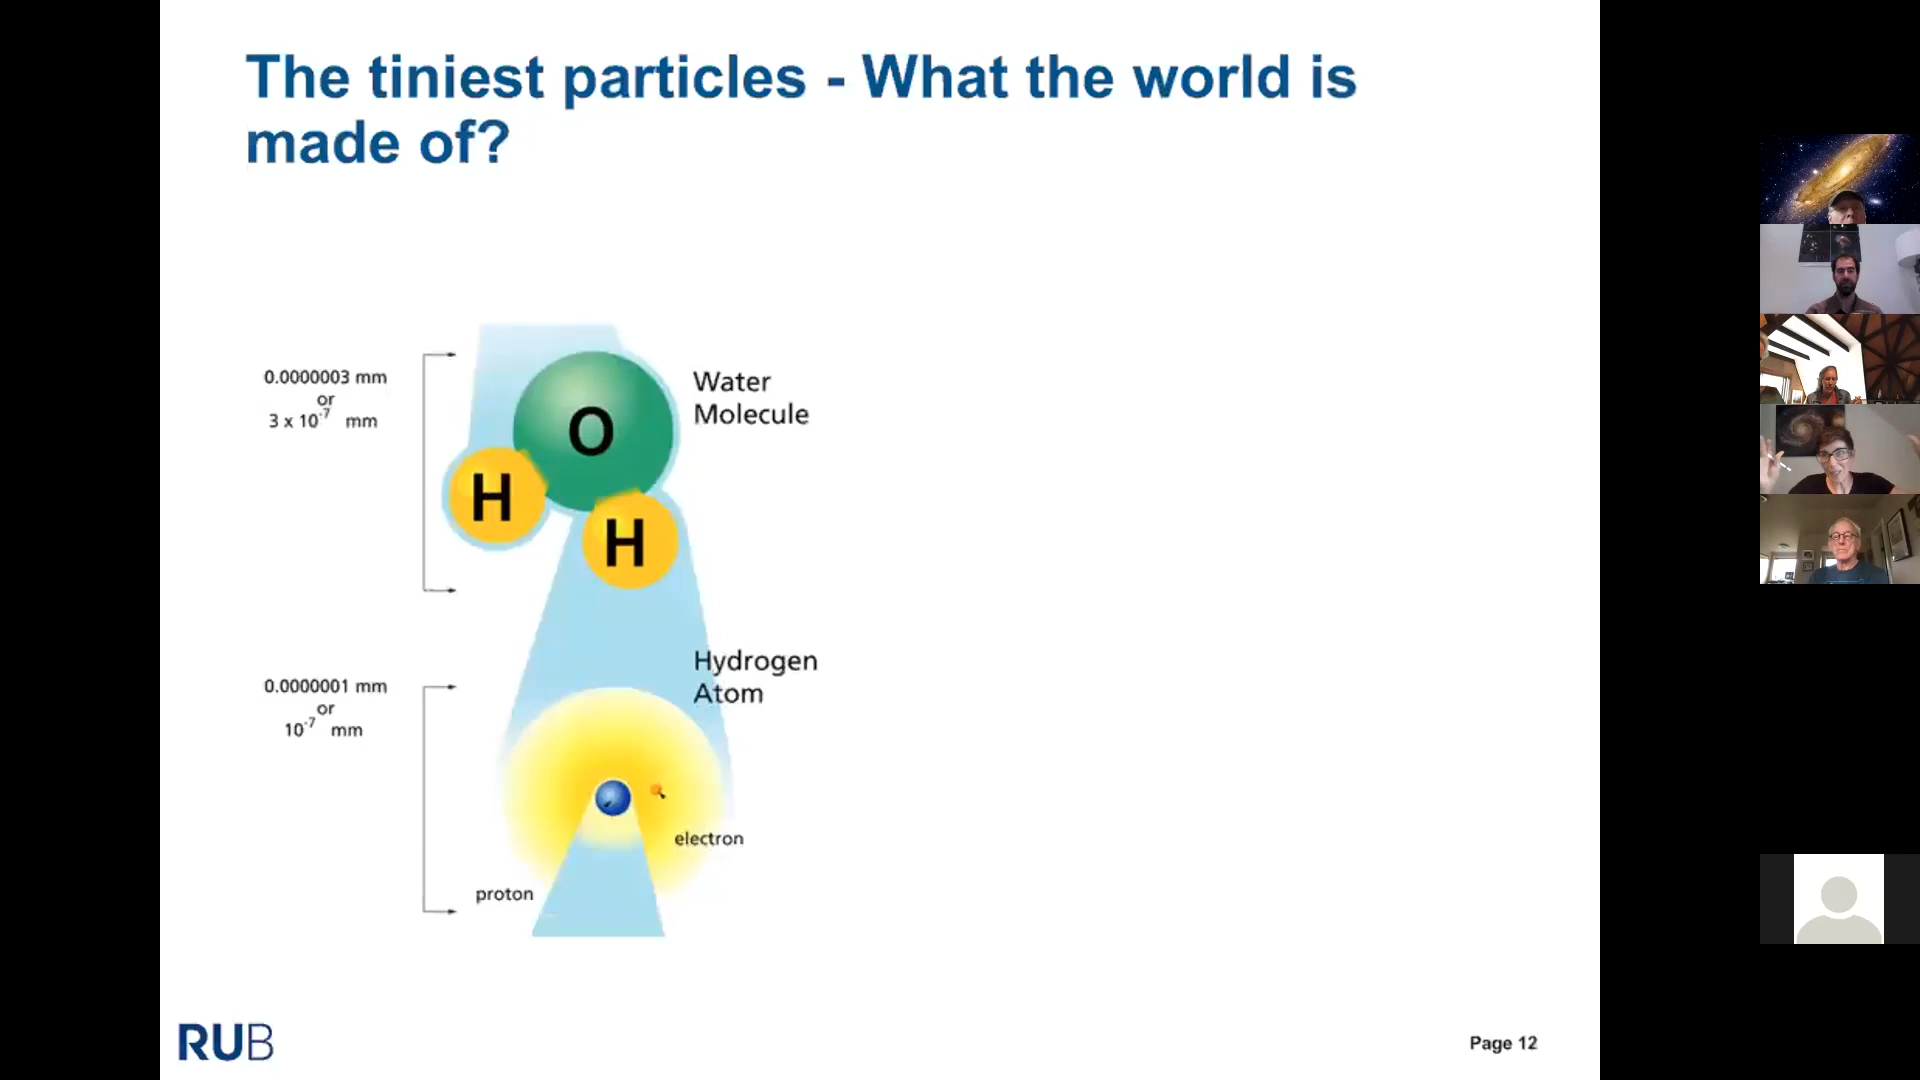 The tiniest particles - What the world is
made of?
0.0000003 mm
or
3 x 10⁻⁷ mm
Water
Molecule
O
H
H
Hydrogen
Atom
0.0000001 mm
or
10⁻⁷ mm
electron
proton
RUB
Page 12